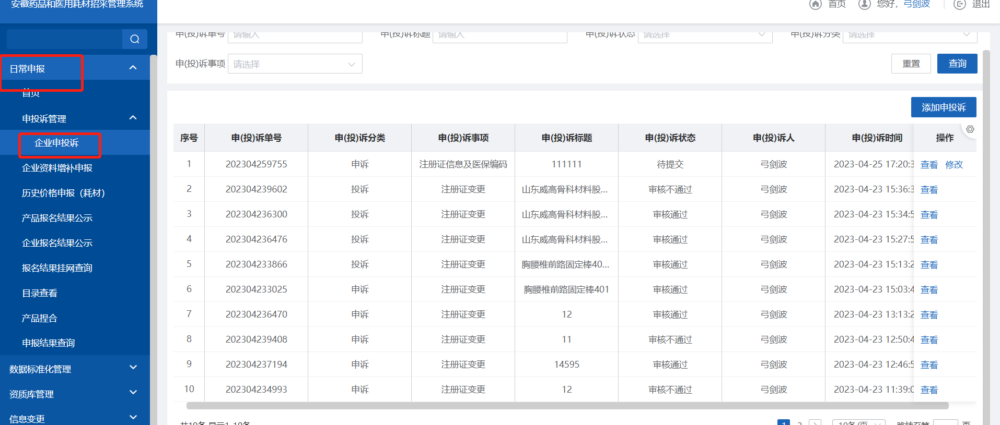 安徽药品和医用耗材招采管理系统
首页 您好，弓剑波 退出
申(投)诉单号 请输入 申(投)诉标题 请输入 申(投)诉状态 请选择 申(投)诉分类 请选择
申(投)诉事项 请选择 重置 查询
添加申投诉
日常申报
首页
申投诉管理
企业申投诉
企业资料增补申报
历史价格申报（耗材）
产品报名结果公示
企业报名结果公示
报名结果挂网查询
目录查看
产品捏合
申报结果查询
数据标准化管理
资质库管理
信息变更
序号 申(投)诉单号 申(投)诉分类 申(投)诉事项 申(投)诉标题 申(投)诉状态 申(投)诉人 申(投)诉时间 操作
1 202304259755 申诉 注册证信息及医保编码 111111 待提交 弓剑波 2023-04-25 17:20:3 查看 修改
2 202304239602 投诉 注册证变更 山东威高骨科材料股... 审核不通过 弓剑波 2023-04-23 15:36:3 查看
3 202304236300 投诉 注册证变更 山东威高骨科材料股... 审核通过 弓剑波 2023-04-23 15:34:5 查看
4 202304236476 投诉 注册证变更 山东威高骨科材料股... 审核通过 弓剑波 2023-04-23 15:27:5 查看
5 202304233866 投诉 注册证变更 胸腰椎前路固定棒40... 审核通过 弓剑波 2023-04-23 15:13:2 查看
6 202304233025 申诉 注册证变更 胸腰椎前路固定棒401 审核通过 弓剑波 2023-04-23 15:03:4 查看
7 202304236470 申诉 注册证变更 12 审核通过 弓剑波 2023-04-23 13:13:2 查看
8 202304239408 申诉 注册证变更 11 审核不通过 弓剑波 2023-04-23 12:50:4 查看
9 202304237194 申诉 注册证变更 14595 审核通过 弓剑波 2023-04-23 12:46:5 查看
10 202304234993 申诉 注册证变更 12 审核不通过 弓剑波 2023-04-23 11:39:0 查看
共19条 显示1-10条 1 2 10条/页 跳转至第 页